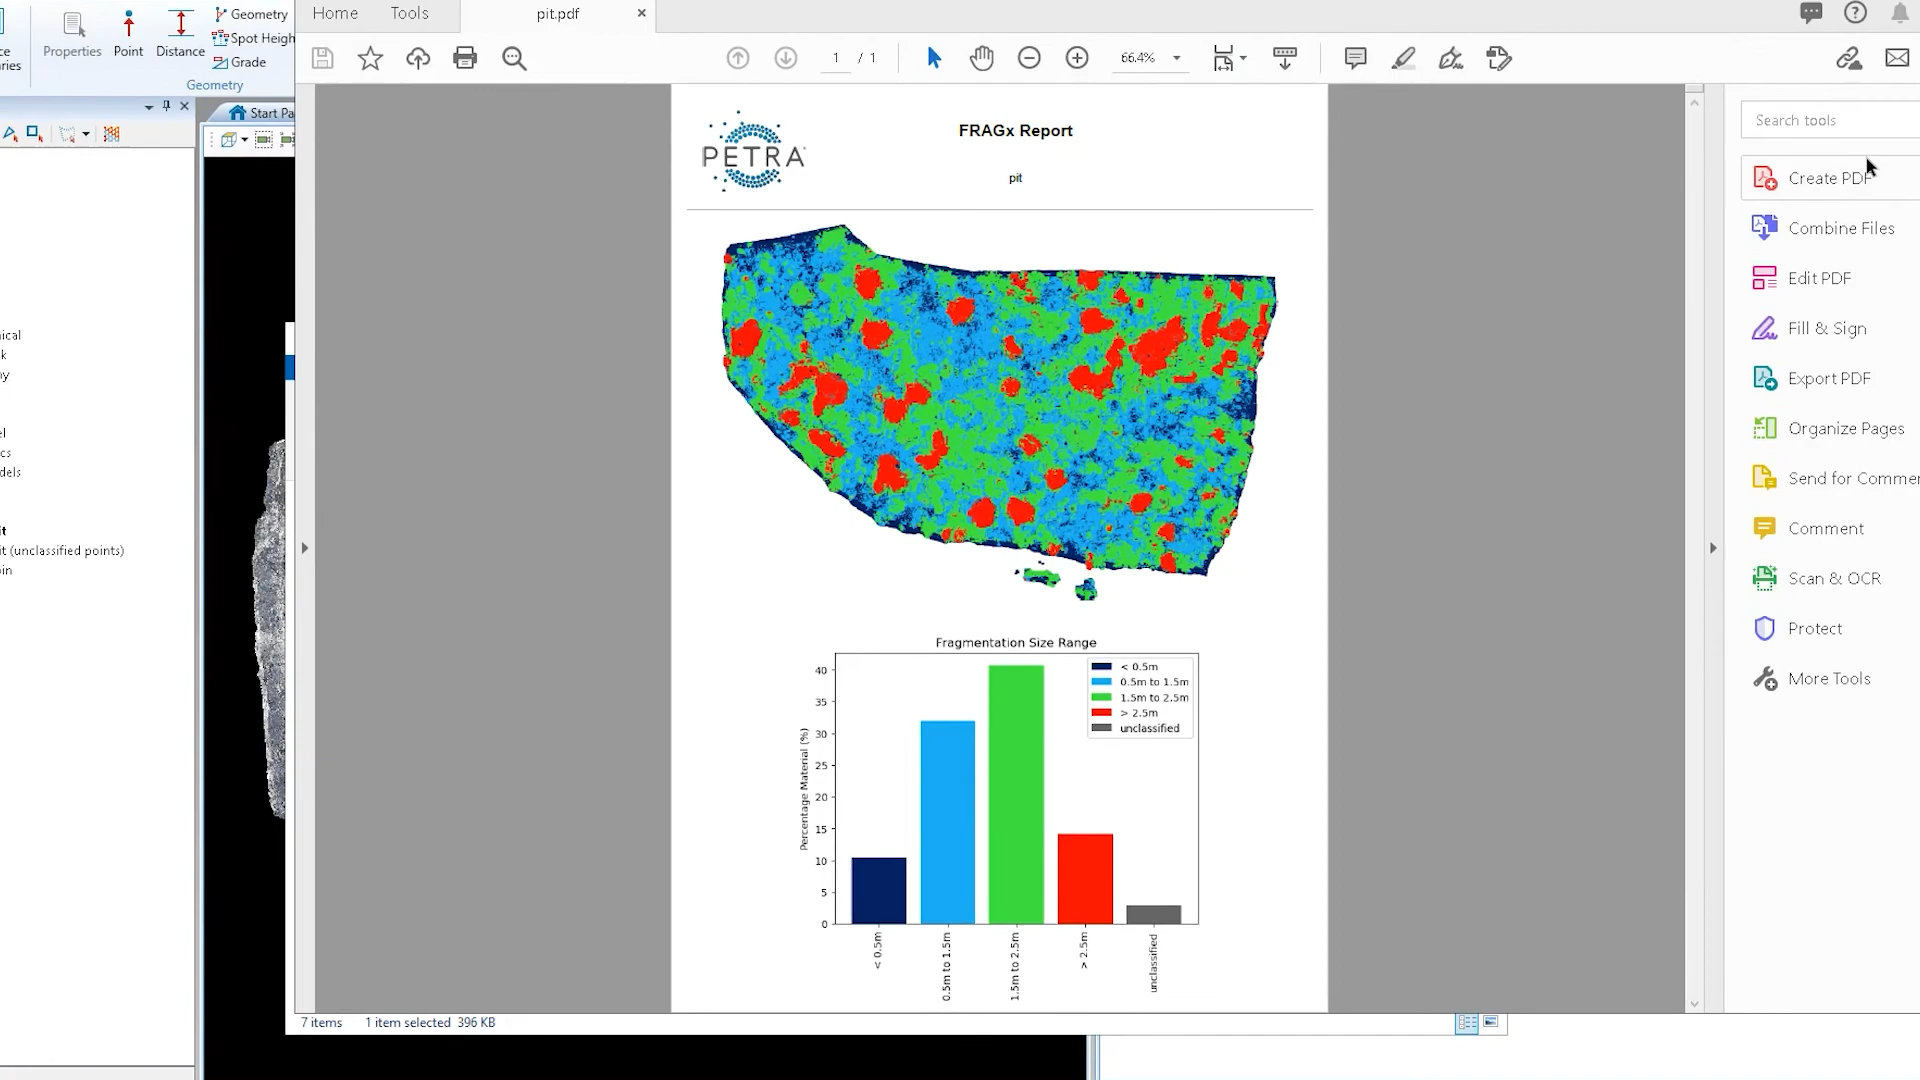 Home
Tools
pit.pdf
1 / 1
66.4%
Properties
Point
Distance
Geometry
Spot Heigh
Grade
Geometry
Start Pa
ical
k
ny
el
cs
dels
it
it (unclassified points)
in
PETRA
FRAGx Report
pit
Fragmentation Size Range
Percentage Material (%)
40
35
30
25
20
15
10
5
0
< 0.5m
0.5m to 1.5m
1.5m to 2.5m
> 2.5m
unclassified
< 0.5m
0.5m to 1.5m
1.5m to 2.5m
> 2.5m
unclassified
7 items
1 item selected 396 KB
Search tools
Create PDF
Combine Files
Edit PDF
Fill & Sign
Export PDF
Organize Pages
Send for Commen
Comment
Scan & OCR
Protect
More Tools